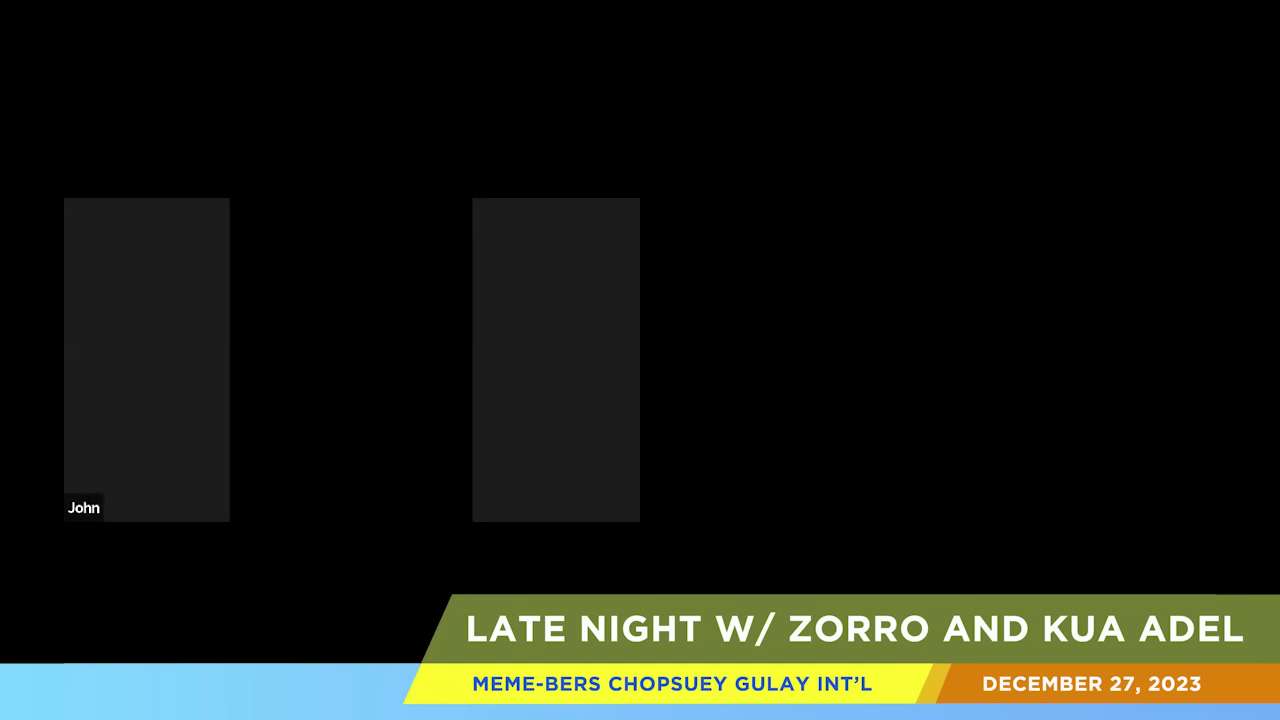 John
LATE NIGHT W/ ZORRO AND KUA ADEL
MEME-BERS CHOPSUEY GULAY INT'L
DECEMBER 27, 2023